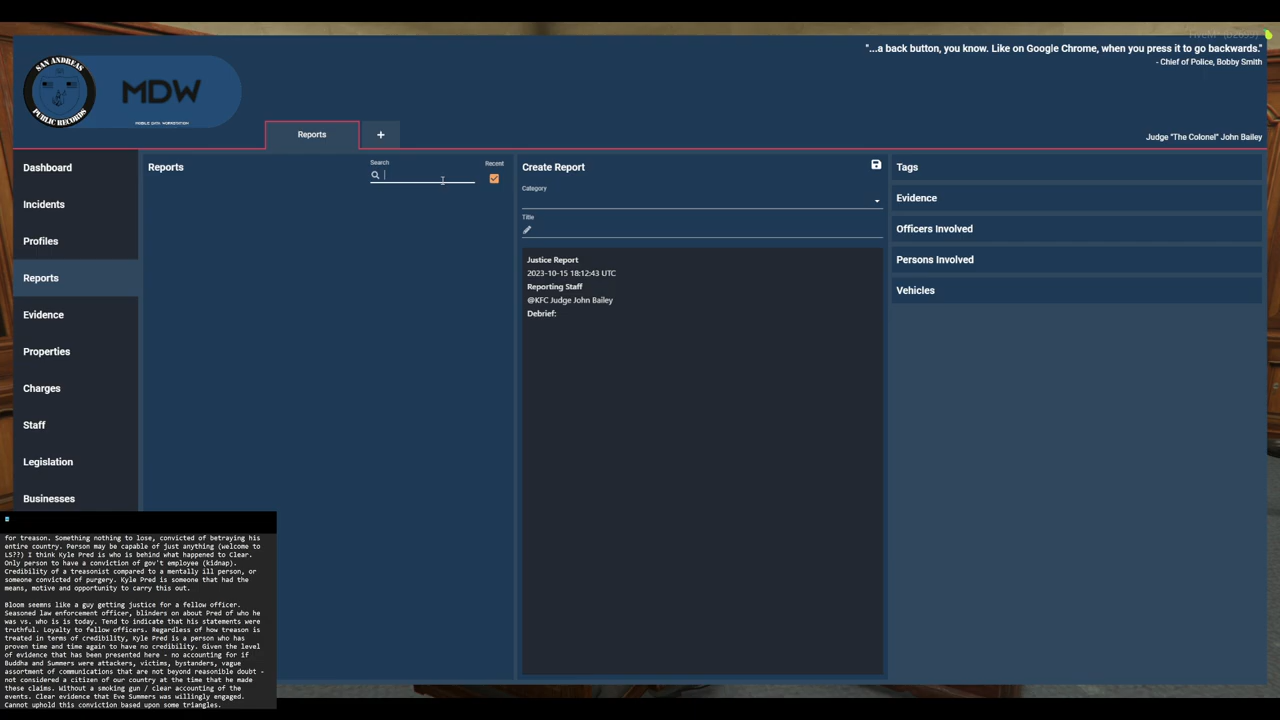 FiveM® (b2699)
"...a back button, you know. Like on Google Chrome, when you press it to go backwards."
- Chief of Police, Bobby Smith
SAN ANDREAS
PUBLIC RECORDS
MDW
MOBILE DATA WORKSTATION
Reports
+
Judge "The Colonel" John Bailey
Dashboard
Incidents
Profiles
Reports
Evidence
Properties
Charges
Staff
Legislation
Businesses
Reports
Search
Recent
Create Report
Category
Title
Justice Report
2023-10-15 18:12:43 UTC
Reporting Staff
@KFC Judge John Bailey
Debrief:
Tags
Evidence
Officers Involved
Persons Involved
Vehicles
for treason. Something nothing to lose, convicted of betraying his
entire country. Person may be capable of just anything (welcome to
LS??) I think Kyle Pred is who is behind what happened to Clear.
Only person to have a conviction of gov't employee (kidnap).
Credibility of a treasonist compared to a mentally ill person, or
someone convicted of purgery. Kyle Pred is someone that had the
means, motive and opportunity to carry this out.
Bloom seemns like a guy getting justice for a fellow officer.
Seasoned law enforcement officer, blinders on about Pred of who he
was vs. who is is today. Tend to indicate that his statements were
truthful. Loyalty to fellow officers. Regardless of how treason is
treated in terms of credibility, Kyle Pred is a person who has
proven time and time again to have no credibility. Given the level
of evidence that has been presented here - no accounting for if
Buddha and Summers were attackers, victims, bystanders, vague
assortment of communications that are not beyond reasonable doubt -
not considered a citizen of our country at the time that he made
these claims. Without a smoking gun / clear accounting of the
events. Clear evidence that Eve Summers was willingly engaged.
Cannot uphold this conviction based upon some triangles.